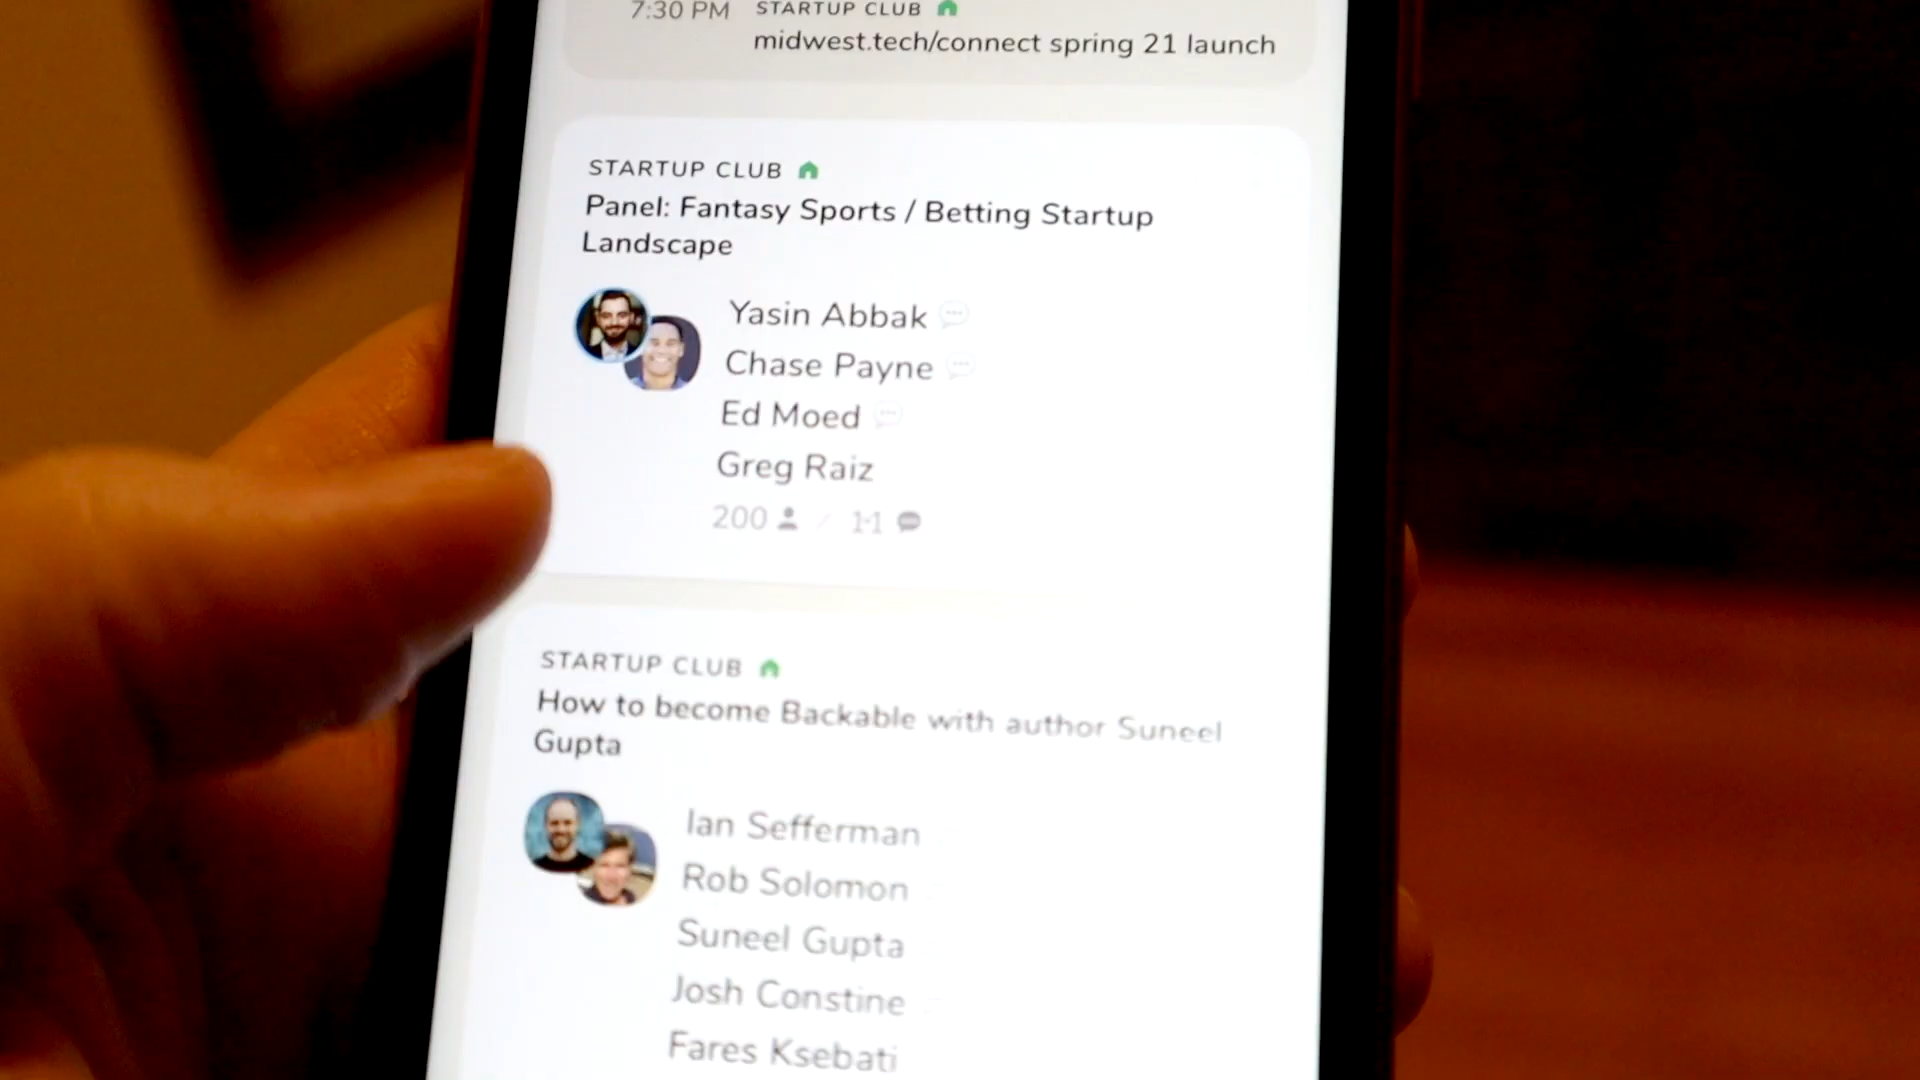 7:30 PM STARTUP CLUB
midwest.tech/connect spring 21 launch
STARTUP CLUB
Panel: Fantasy Sports / Betting Startup
Landscape
Yasin Abbak
Chase Payne
Ed Moed
Greg Raiz
200 / 11
STARTUP CLUB
How to become Backable with author Suneel
Gupta
Ian Sefferman
Rob Solomon
Suneel Gupta
Josh Constine
Fares Ksebati